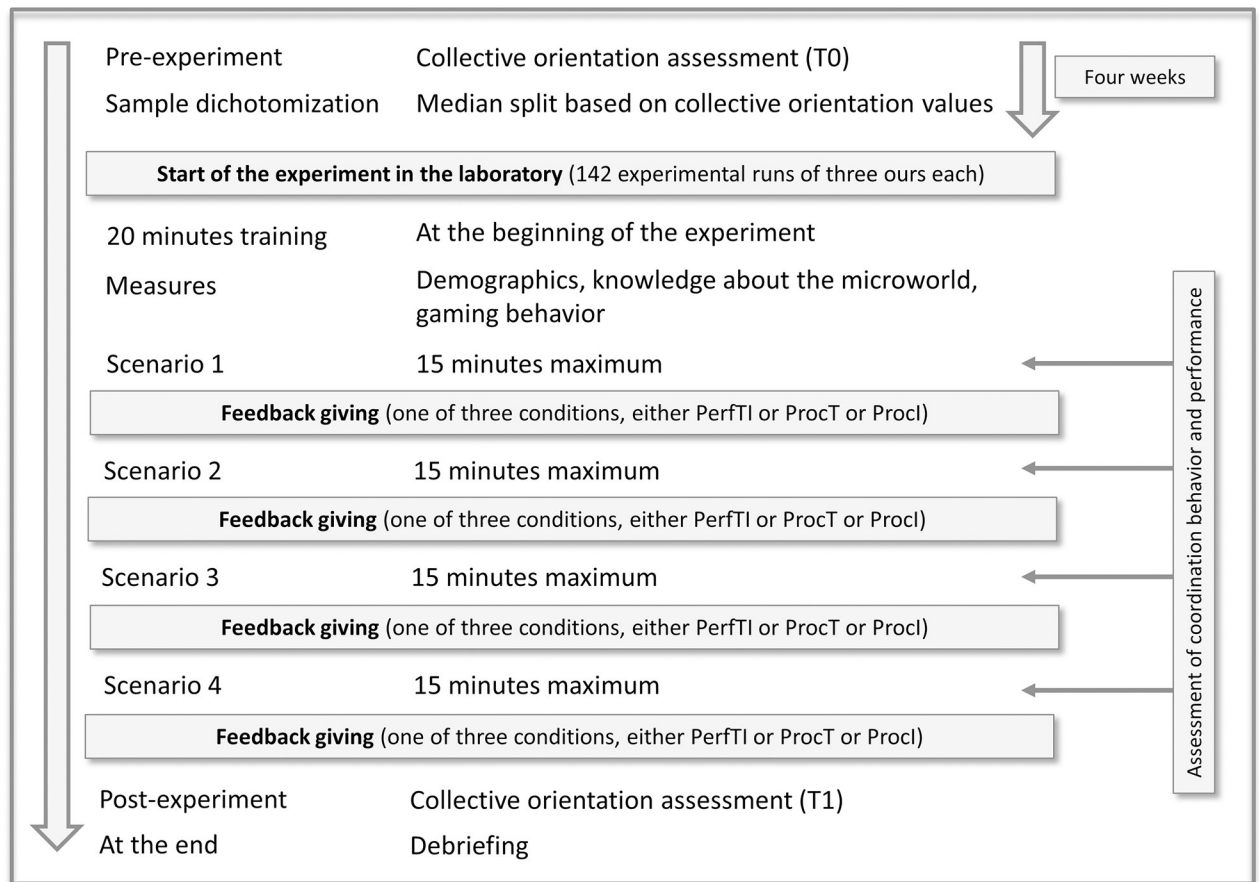 Pre-experiment Collective orientation assessment (T0)
Four weeks
Sample dichotomization Median split based on collective orientation values
Start of the experiment in the laboratory (142 experimental runs of three ours each)
20 minutes training At the beginning of the experiment
Measures Demographics, knowledge about the microworld,
gaming behavior
Scenario 1 15 minutes maximum
Feedback giving (one of three conditions, either PerfTI or ProcT or ProcI)
Scenario 2 15 minutes maximum
Feedback giving (one of three conditions, either PerfTI or ProcT or ProcI)
Scenario 3 15 minutes maximum
Feedback giving (one of three conditions, either PerfTI or ProcT or ProcI)
Scenario 4 15 minutes maximum
Feedback giving (one of three conditions, either PerfTI or ProcT or ProcI)
Post-experiment Collective orientation assessment (T1)
At the end Debriefing
Assessment of coordination behavior and performance